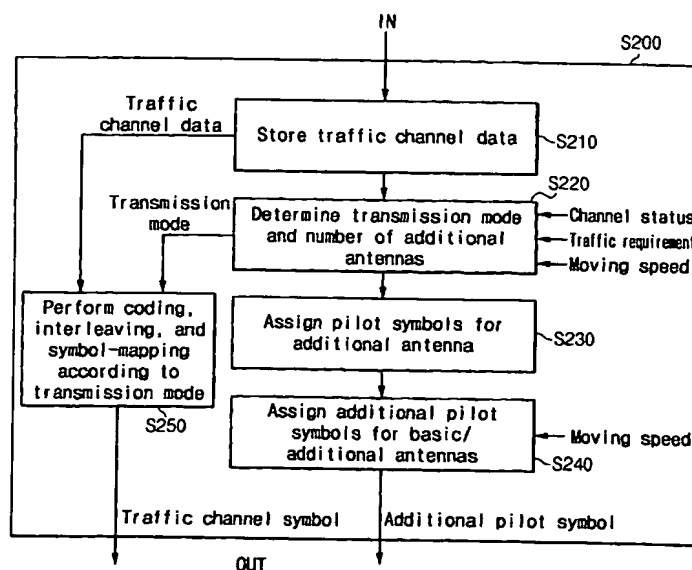 IN
S200
Traffic
channel data
Store traffic channel data
S210
S220
Transmission
mode
Determine transmission mode
and number of additional
antennas
Channel status
Traffic requirement
Moving speed
Perform coding,
interleaving, and
symbol-mapping
according to
transmission mode
S250
Assign pilot symbols for
additional antenna
S230
Assign additional pilot
symbols for basic/
additional antennas
Moving speed
S240
Traffic channel symbol
Additional pilot symbol
OUT